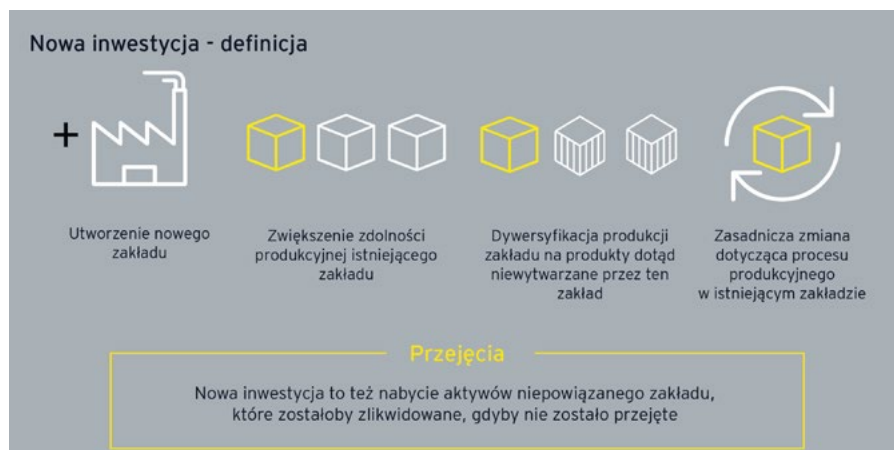 Nowa inwestycja - definicja
+
Utworzenie nowego
zakładu
Zwiększenie zdolności
produkcyjnej istniejącego
zakładu
Dywersyfikacja produkcji
zakładu na produkty dotąd
niewytwarzane przez ten
zakład
Zasadnicza zmiana
dotycząca procesu
produkcyjnego
w istniejącym zakładzie
Przejęcia
Nowa inwestycja to też nabycie aktywów niepowiązanego zakładu,
które zostałoby zlikwidowane, gdyby nie zostało przejęte